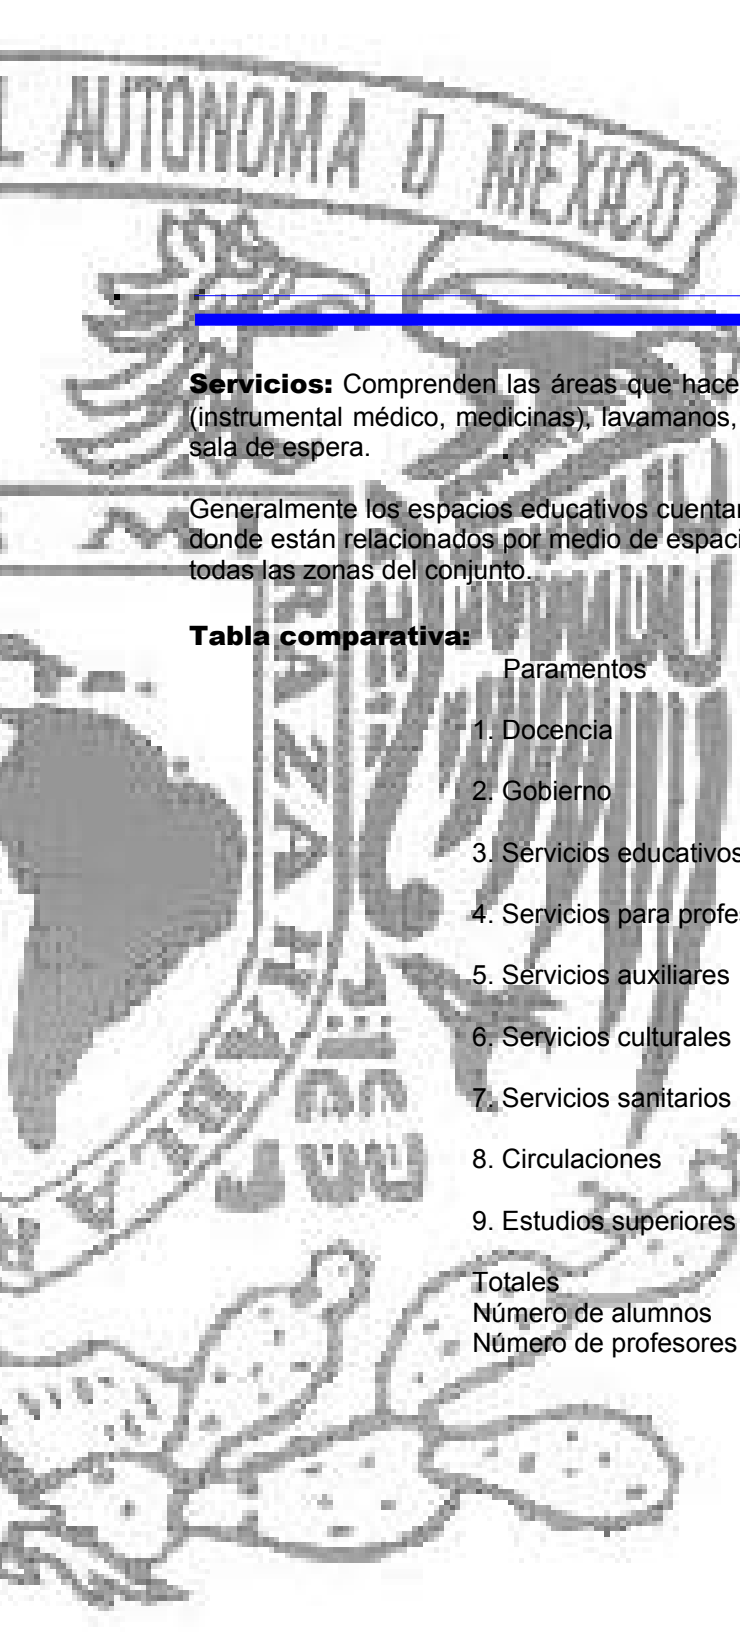 L AUTONOMA D MEXICO
Servicios: Comprenden las áreas que hace
(instrumental médico, medicinas), lavamanos,
sala de espera.
Generalmente los espacios educativos cuentan
donde están relacionados por medio de espaci
todas las zonas del conjunto.
Tabla comparativa:
Paramentos
1. Docencia
2. Gobierno
3. Servicios educativos
4. Servicios para profes
5. Servicios auxiliares
6. Servicios culturales
7. Servicios sanitarios
8. Circulaciones
9. Estudios superiores
Totales
Número de alumnos
Número de profesores
RAZA HABLAR